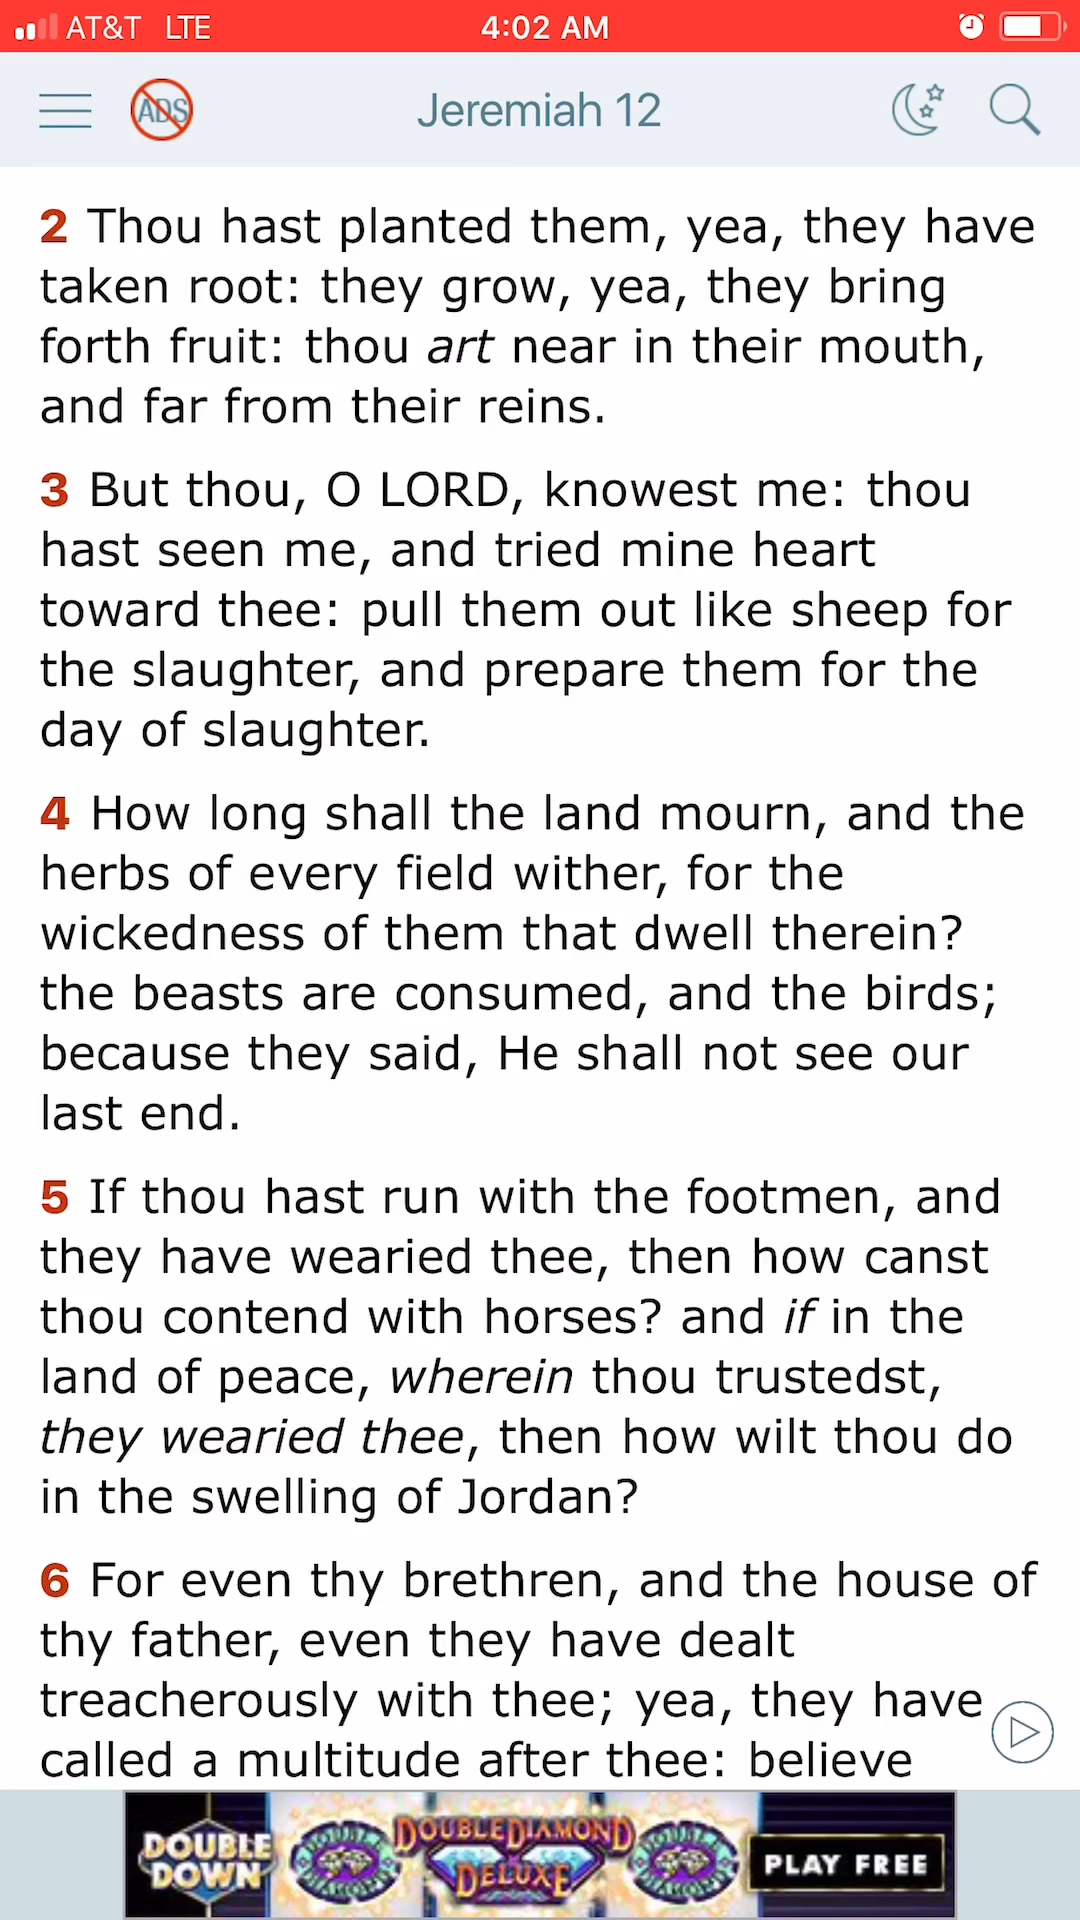 AT&T LTE 4:02 AM
ADS Jeremiah 12
2 Thou hast planted them, yea, they have
taken root: they grow, yea, they bring
forth fruit: thou art near in their mouth,
and far from their reins.
3 But thou, O LORD, knowest me: thou
hast seen me, and tried mine heart
toward thee: pull them out like sheep for
the slaughter, and prepare them for the
day of slaughter.
4 How long shall the land mourn, and the
herbs of every field wither, for the
wickedness of them that dwell therein?
the beasts are consumed, and the birds;
because they said, He shall not see our
last end.
5 If thou hast run with the footmen, and
they have wearied thee, then how canst
thou contend with horses? and if in the
land of peace, wherein thou trustedst,
they wearied thee, then how wilt thou do
in the swelling of Jordan?
6 For even thy brethren, and the house of
thy father, even they have dealt
treacherously with thee; yea, they have
called a multitude after thee: believe
DOUBLE
DOWN
DOUBLE
DIAMOND
DOUBLE DIAMOND
DELUXE
DOUBLE
DIAMOND
PLAY FREE